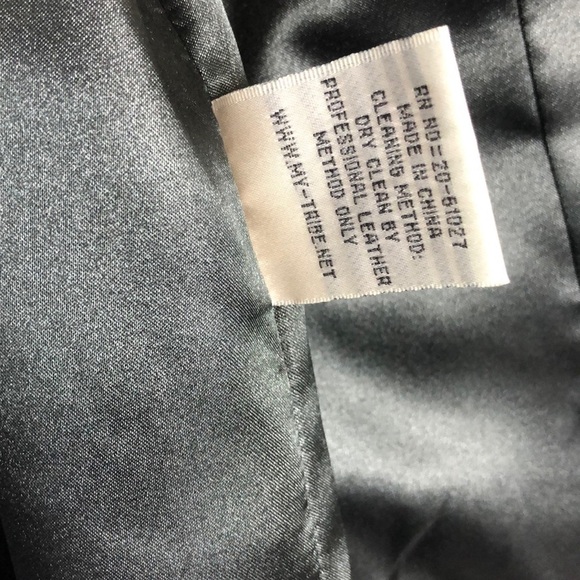 RN NO=20-61027
MADE IN CHINA
CLEANING METHOD:
DRY CLEAN BY
PROFESSIONAL LEATHER
METHOD ONLY
WWW.MY-TRIBE.NET